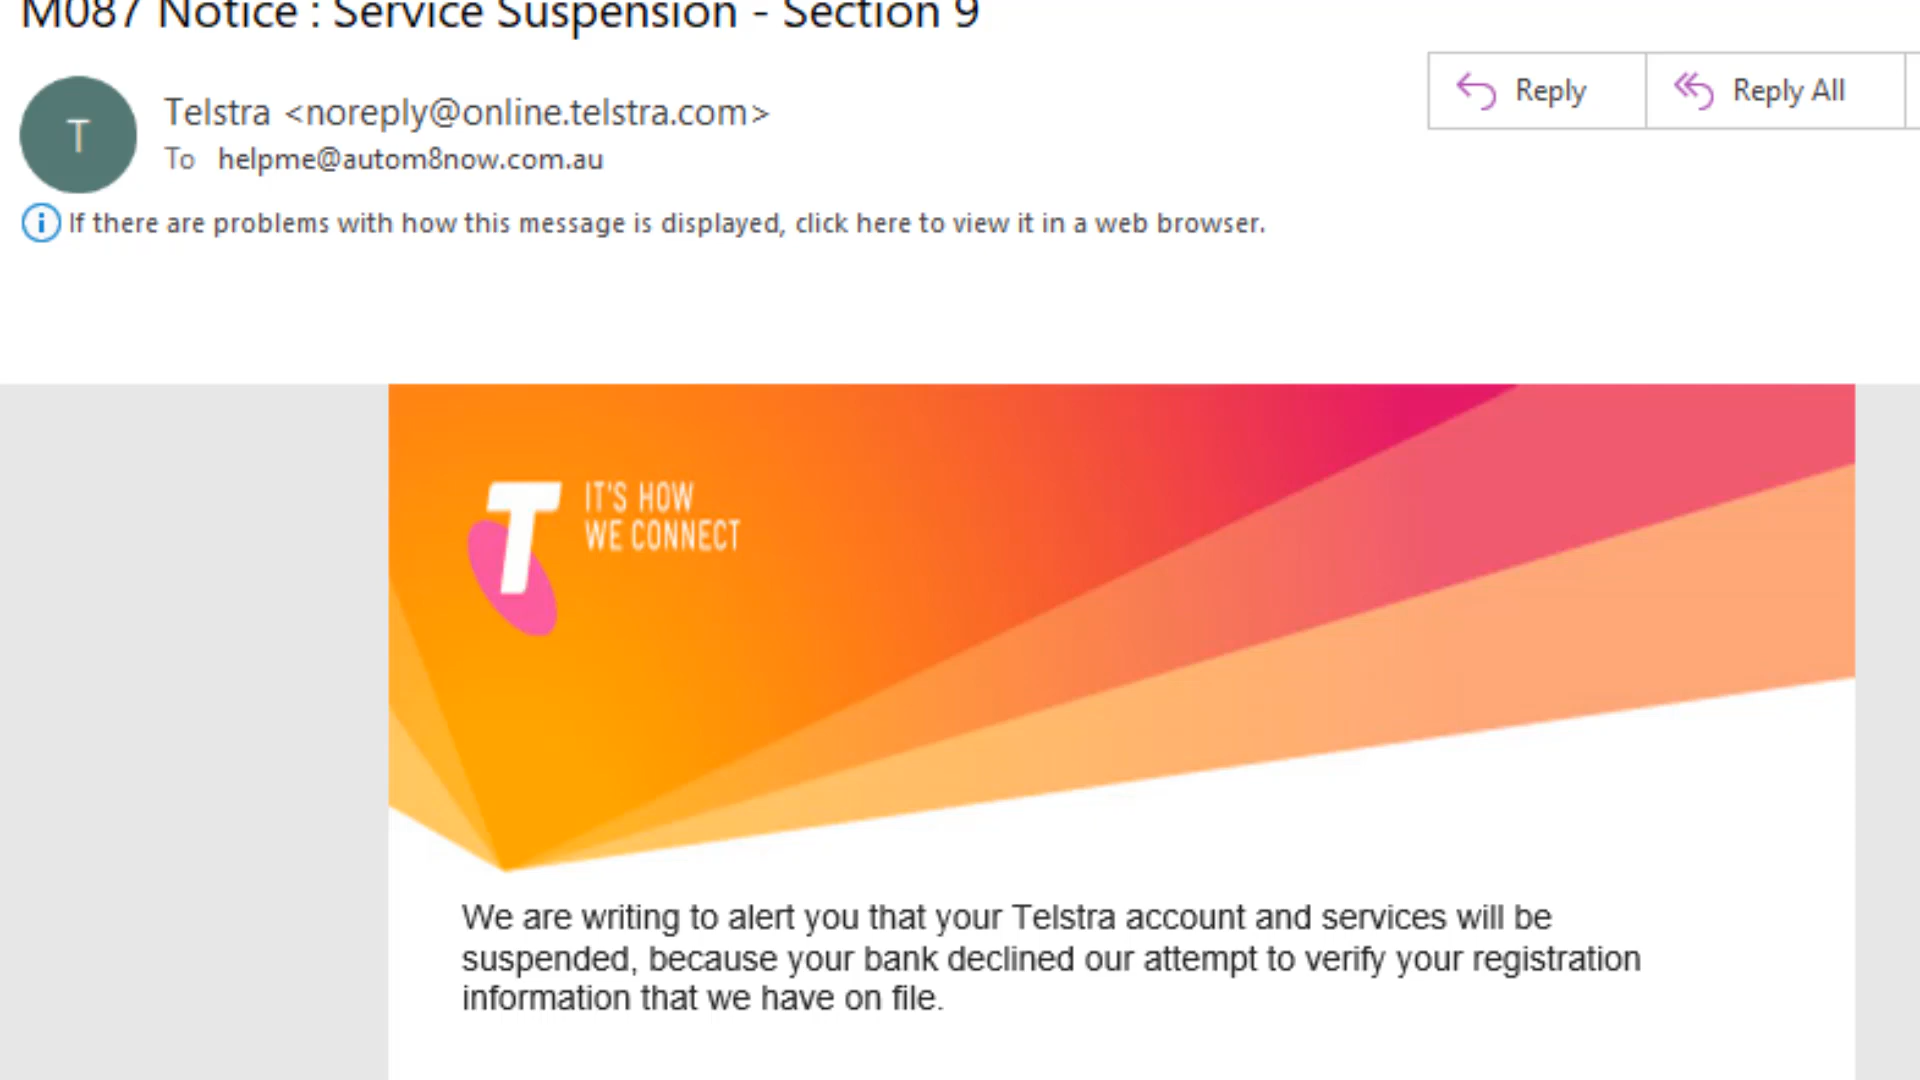 M087 Notice : Service Suspension - Section 9
T
Telstra <noreply@online.telstra.com>
To helpme@autom8now.com.au
Reply
Reply All
If there are problems with how this message is displayed, click here to view it in a web browser.
T
IT'S HOW
WE CONNECT
We are writing to alert you that your Telstra account and services will be
suspended, because your bank declined our attempt to verify your registration
information that we have on file.